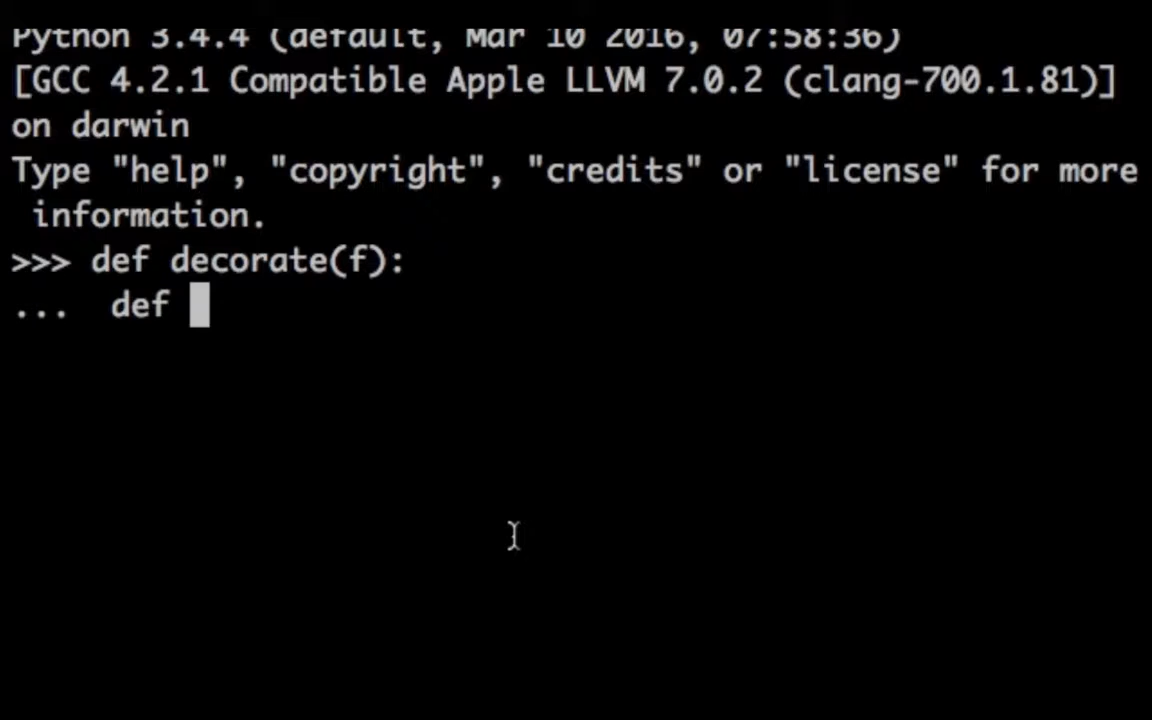 Python 3.4.4 (default, Mar 10 2016, 07:58:36)
[GCC 4.2.1 Compatible Apple LLVM 7.0.2 (clang-700.1.81)]
on darwin
Type "help", "copyright", "credits" or "license" for more
 information.
>>> def decorate(f):
...  def